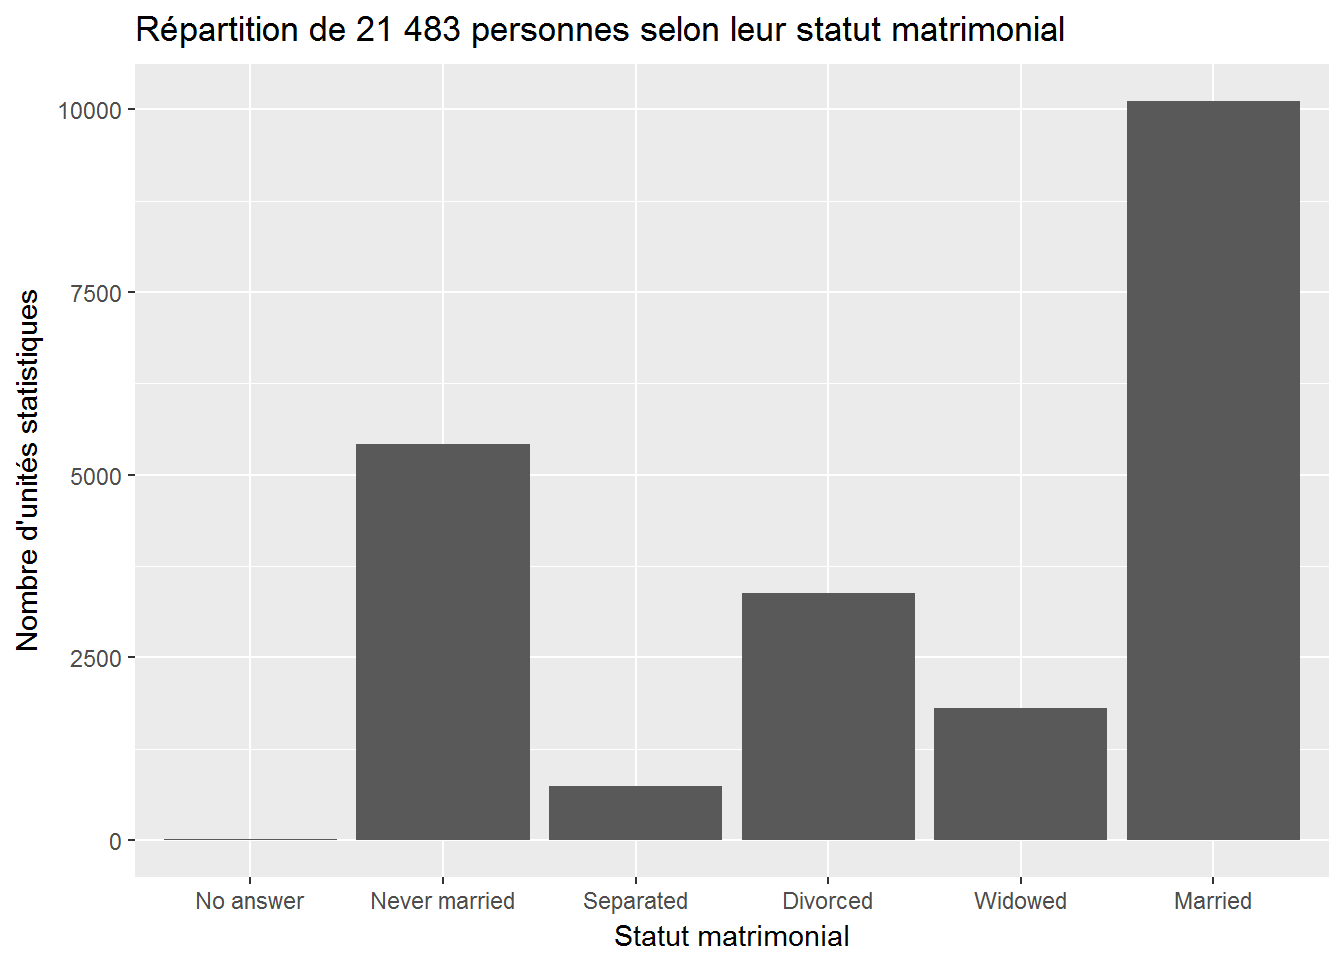 Répartition de 21 483 personnes selon leur statut matrimonial
Nombre d'unités statistiques
10000
7500
5000
2500
0
No answer
Never married
Separated
Divorced
Widowed
Married
Statut matrimonial